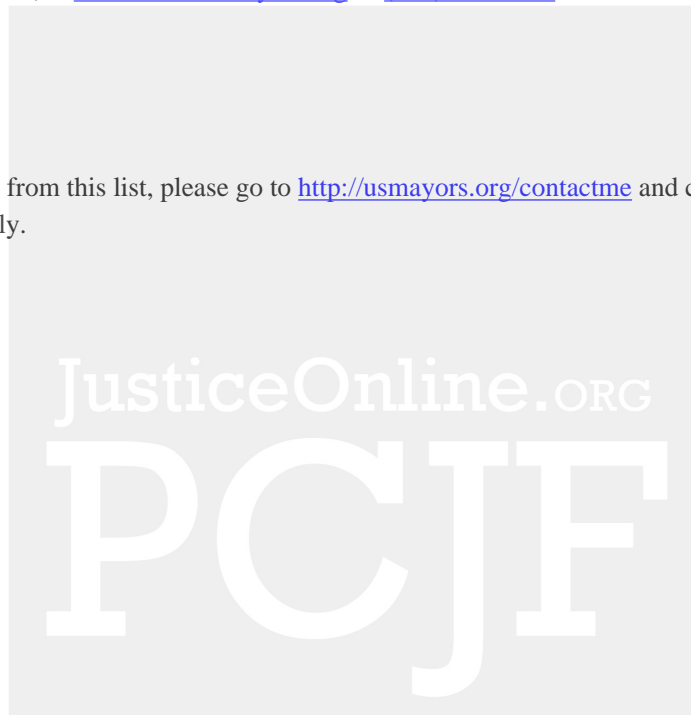 from this list, please go to http://usmayors.org/contactme and
ly.
JusticeOnline.ORG
PCJF